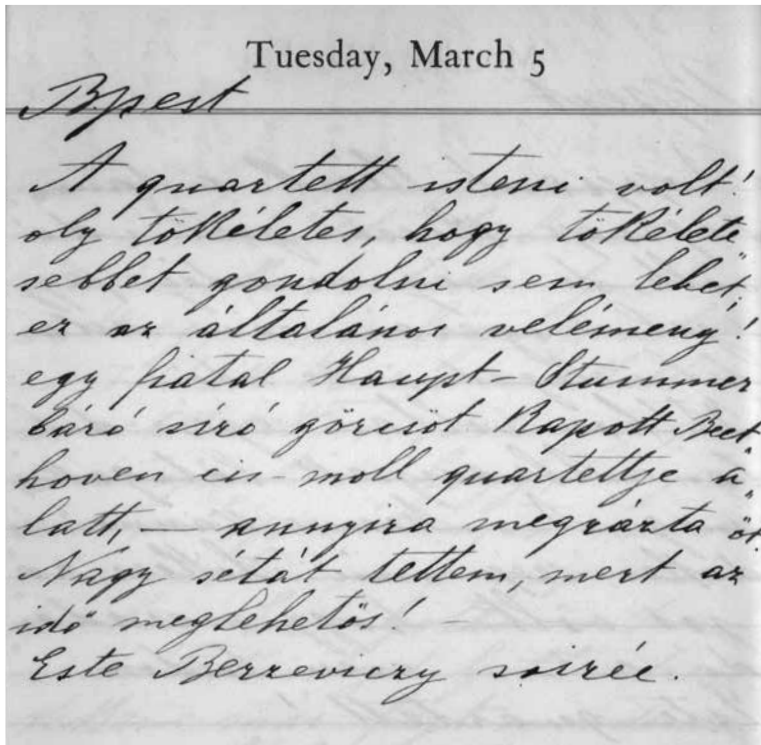 Tuesday, March 5
Bpest
A quartett isteni volt!
oly tökéletes, hogy tökélete
sebbet gondolni sem lehet;
ez az általános vélemény!
egy fiatal Haupt-Stummer
báró síró görcsöt kapott Beet
hoven cis-moll quartettje a
latt, — annyira megrázta őt.
Nagy sétát tettem, mert az
idő meglehetős! –
Este Berzeviczy soirée.